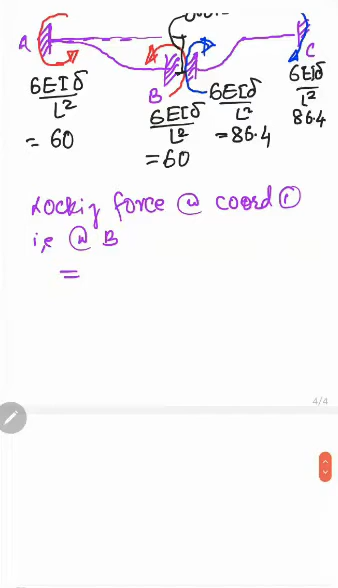 A
C
B
6EIδ
L²
= 60
6EIδ
L²
= 60
6EIδ
L²
= 86.4
6EIδ
L²
86.4
Locking force @ coord ①
i,e @ B
=
4/4